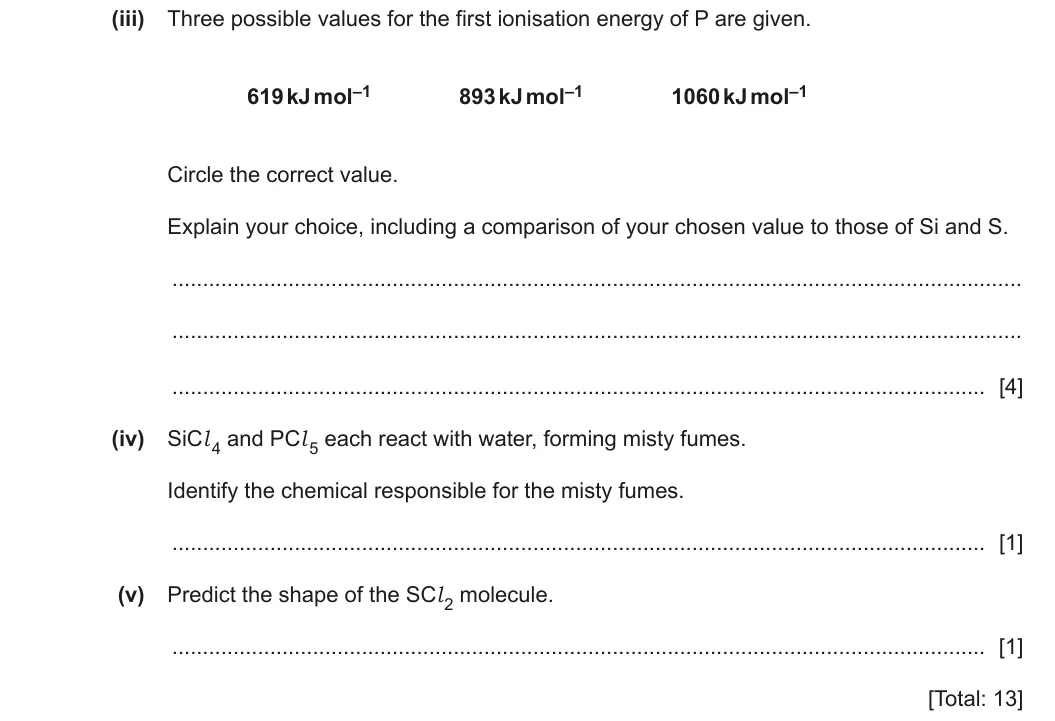 (iii) Three possible values for the first ionisation energy of P are given.
619 kJ mol⁻¹ 893 kJ mol⁻¹ 1060 kJ mol⁻¹
Circle the correct value.
Explain your choice, including a comparison of your chosen value to those of Si and S.
..........................................................................................................................................
..........................................................................................................................................
.................................................................................................................................... [4]
(iv) SiCl₄ and PCl₅ each react with water, forming misty fumes.
Identify the chemical responsible for the misty fumes.
.................................................................................................................................... [1]
(v) Predict the shape of the SCl₂ molecule.
.................................................................................................................................... [1]
[Total: 13]